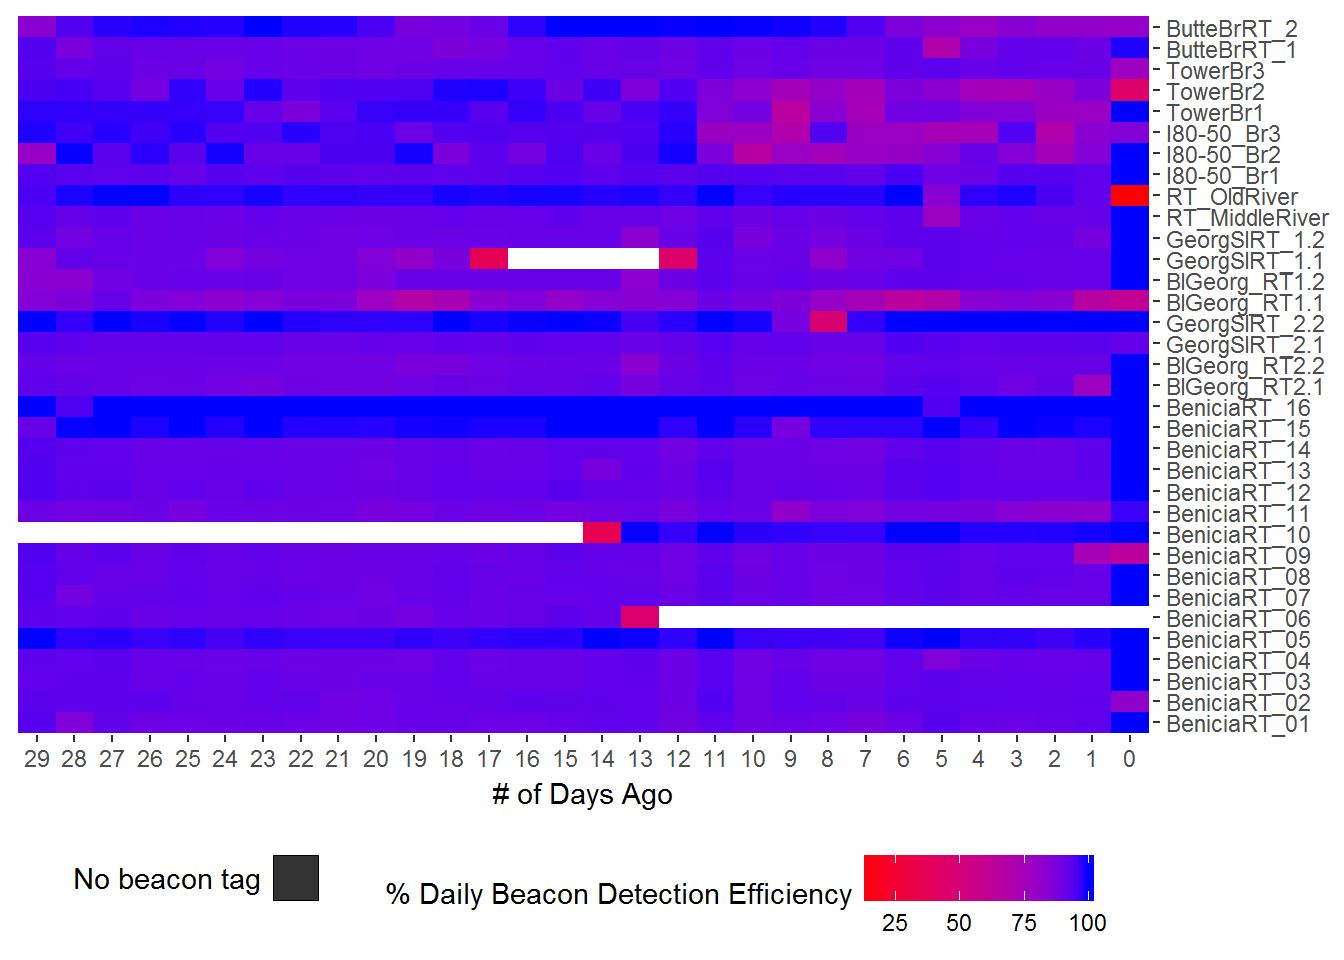 ButteBrRT_2
ButteBrRT_1
TowerBr3
TowerBr2
TowerBr1
I80-50_Br3
I80-50_Br2
I80-50_Br1
RT_OldRiver
RT_MiddleRiver
GeorgSlRT_1.2
GeorgSlRT_1.1
BlGeorg_RT1.2
BlGeorg_RT1.1
GeorgSlRT_2.2
GeorgSlRT_2.1
BlGeorg_RT2.2
BlGeorg_RT2.1
BeniciaRT_16
BeniciaRT_15
BeniciaRT_14
BeniciaRT_13
BeniciaRT_12
BeniciaRT_11
BeniciaRT_10
BeniciaRT_09
BeniciaRT_08
BeniciaRT_07
BeniciaRT_06
BeniciaRT_05
BeniciaRT_04
BeniciaRT_03
BeniciaRT_02
BeniciaRT_01
29 28 27 26 25 24 23 22 21 20 19 18 17 16 15 14 13 12 11 10 9 8 7 6 5 4 3 2 1 0
# of Days Ago
No beacon tag
% Daily Beacon Detection Efficiency
25 50 75 100